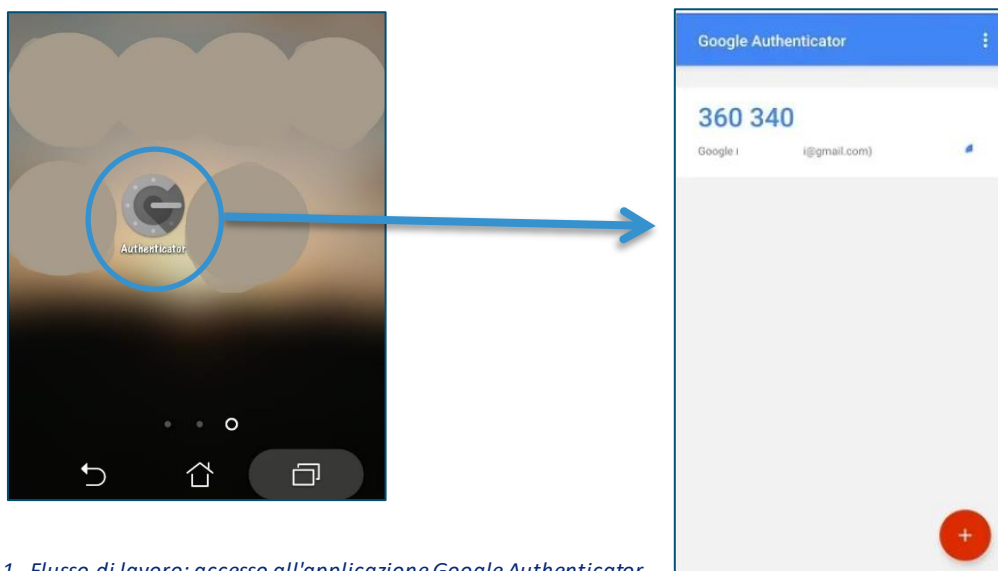 Google Authenticator
360 340
Google i@gmail.com)
Authenticator
1. Flusso di lavoro: accesso all'applicazione Google Authenticator